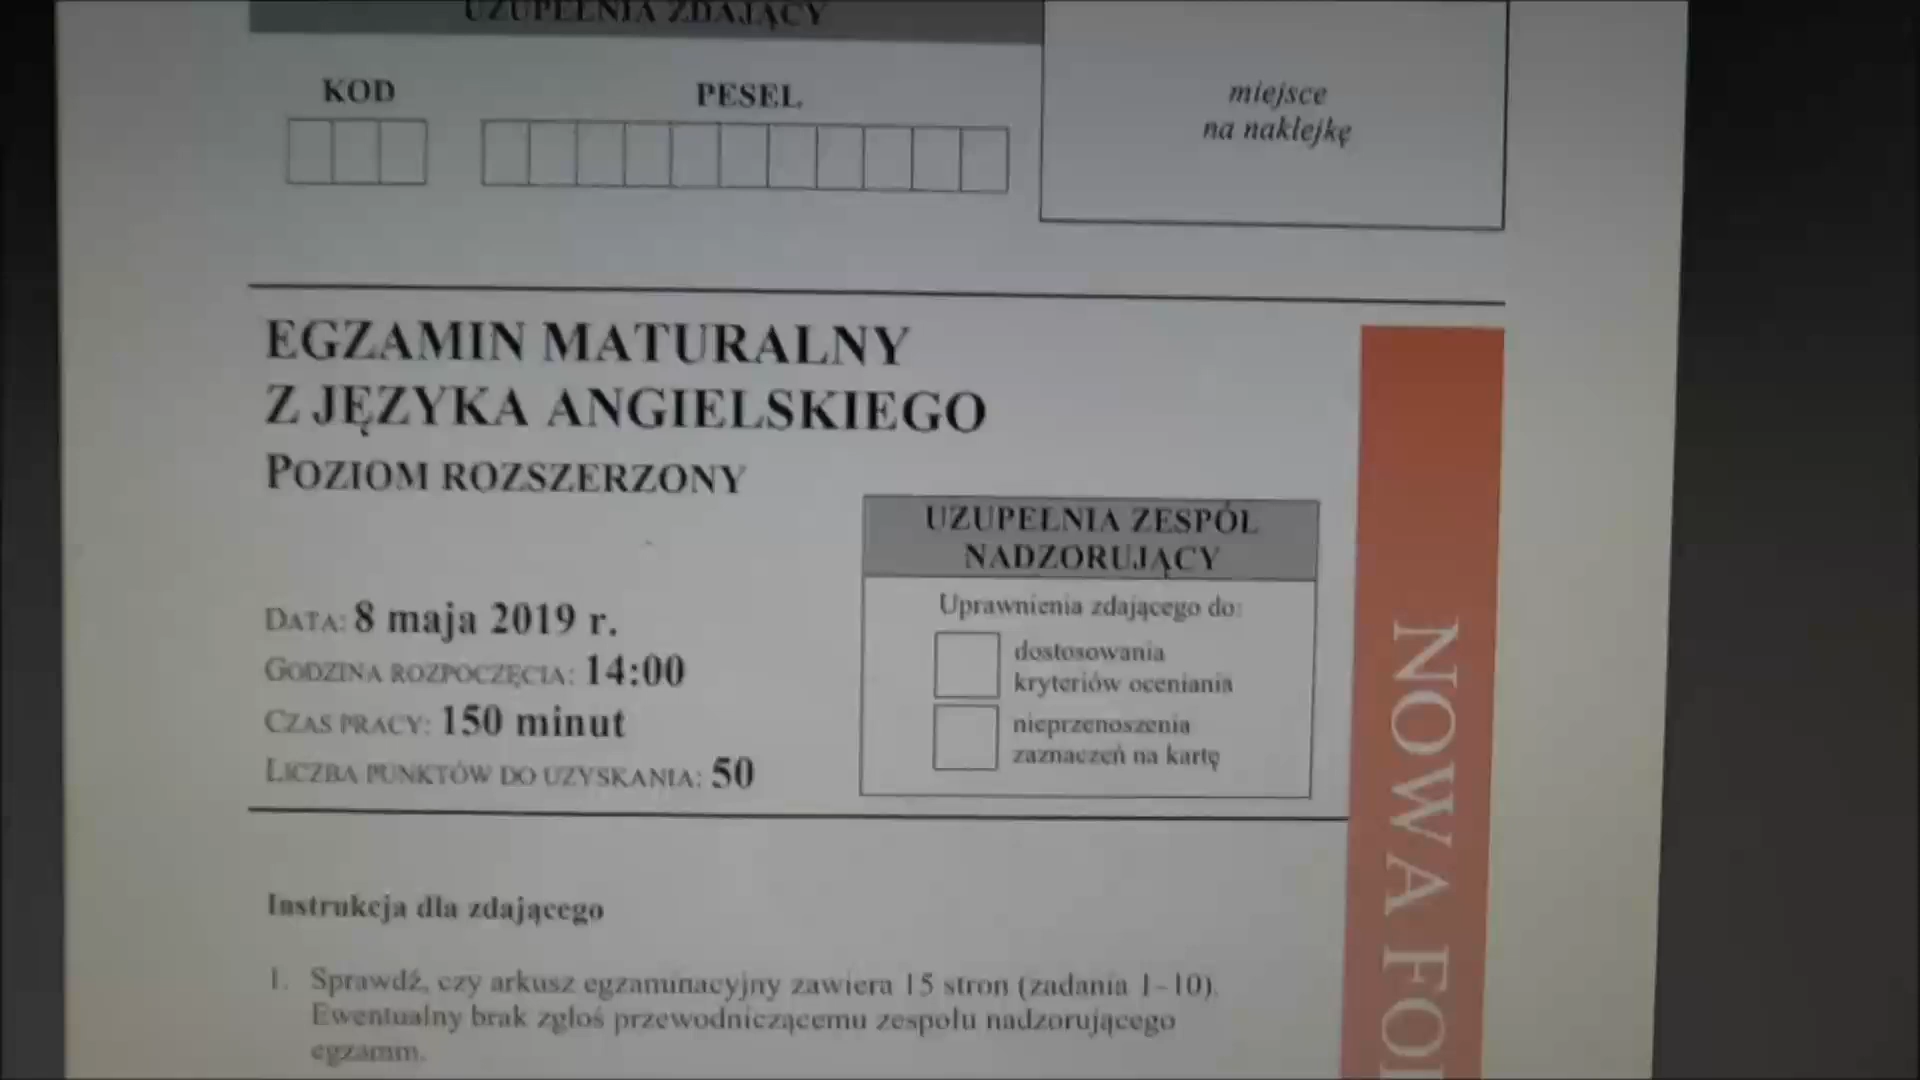 UZUPEŁNIA ZDAJĄCY
KOD
PESEL
miejsce
na naklejkę
EGZAMIN MATURALNY
Z JĘZYKA ANGIELSKIEGO
POZIOM ROZSZERZONY
UZUPEŁNIA ZESPÓŁ
NADZORUJĄCY
Uprawnienia zdającego do:
dostosowania
kryteriów oceniania
nieprzenoszenia
zaznaczeń na kartę
DATA: 8 maja 2019 r.
GODZINA ROZPOCZĘCIA: 14:00
CZAS PRACY: 150 minut
LICZBA PUNKTÓW DO UZYSKANIA: 50
NOWA FO
Instrukcja dla zdającego
1. Sprawdź, czy arkusz egzaminacyjny zawiera 15 stron (zadania 1–10).
Ewentualny brak zgłoś przewodniczącemu zespołu nadzorującego
egzamin.